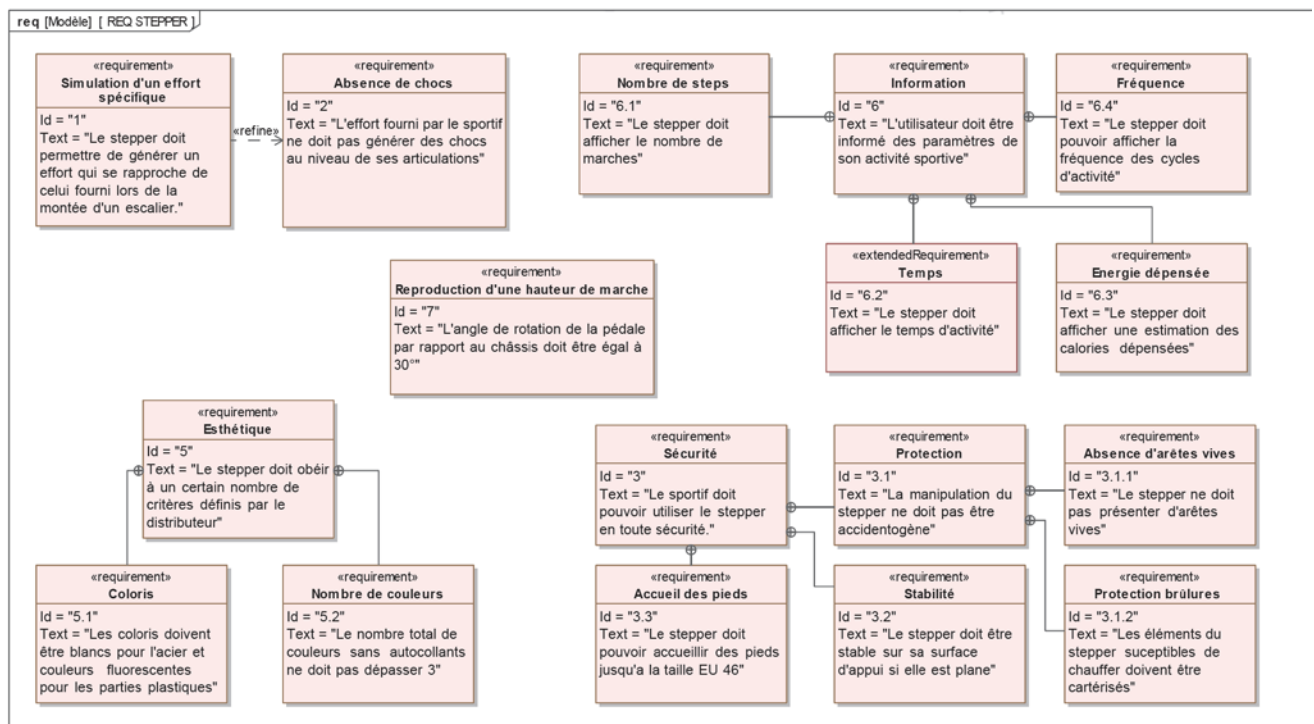 req [Modèle] [ REQ STEPPER ]
«requirement»
Simulation d'un effort
spécifique
Id = "1"
Text = "Le stepper doit
permettre de générer un
effort qui se rapproche de
celui fourni lors de la
montée d'un escalier."
«refine»
«requirement»
Absence de chocs
Id = "2"
Text = "L'effort fourni par le sportif
ne doit pas générer des chocs
au niveau de ses articulations"
«requirement»
Nombre de steps
Id = "6.1"
Text = "Le stepper doit
afficher le nombre de
marches"
«requirement»
Information
Id = "6"
Text = "L'utilisateur doit être
informé des paramètres de
son activité sportive"
«requirement»
Fréquence
Id = "6.4"
Text = "Le stepper doit
pouvoir afficher la
fréquence des cycles
d'activité"
«extendedRequirement»
Temps
Id = "6.2"
Text = "Le stepper doit
afficher le temps d'activité"
«requirement»
Energie dépensée
Id = "6.3"
Text = "Le stepper doit
afficher une estimation des
calories dépensées"
«requirement»
Reproduction d'une hauteur de marche
Id = "7"
Text = "L'angle de rotation de la pédale
par rapport au châssis doit être égal à
30°"
«requirement»
Esthétique
Id = "5"
Text = "Le stepper doit obéir
à un certain nombre de
critères définis par le
distributeur"
«requirement»
Coloris
Id = "5.1"
Text = "Les coloris doivent
être blancs pour l'acier et
couleurs fluorescentes
pour les parties plastiques"
«requirement»
Nombre de couleurs
Id = "5.2"
Text = "Le nombre total de
couleurs sans autocollants
ne doit pas dépasser 3"
«requirement»
Sécurité
Id = "3"
Text = "Le sportif doit
pouvoir utiliser le stepper
en toute sécurité."
«requirement»
Protection
Id = "3.1"
Text = "La manipulation du
stepper ne doit pas être
accidentogène"
«requirement»
Absence d'arêtes vives
Id = "3.1.1"
Text = "Le stepper ne doit
pas présenter d'arêtes
vives"
«requirement»
Accueil des pieds
Id = "3.3"
Text = "Le stepper doit
pouvoir accueillir des pieds
jusqu'a la taille EU 46"
«requirement»
Stabilité
Id = "3.2"
Text = "Le stepper doit être
stable sur sa surface
d'appui si elle est plane"
«requirement»
Protection brûlures
Id = "3.1.2"
Text = "Les éléments du
stepper suceptibles de
chauffer doivent être
cartérisés"